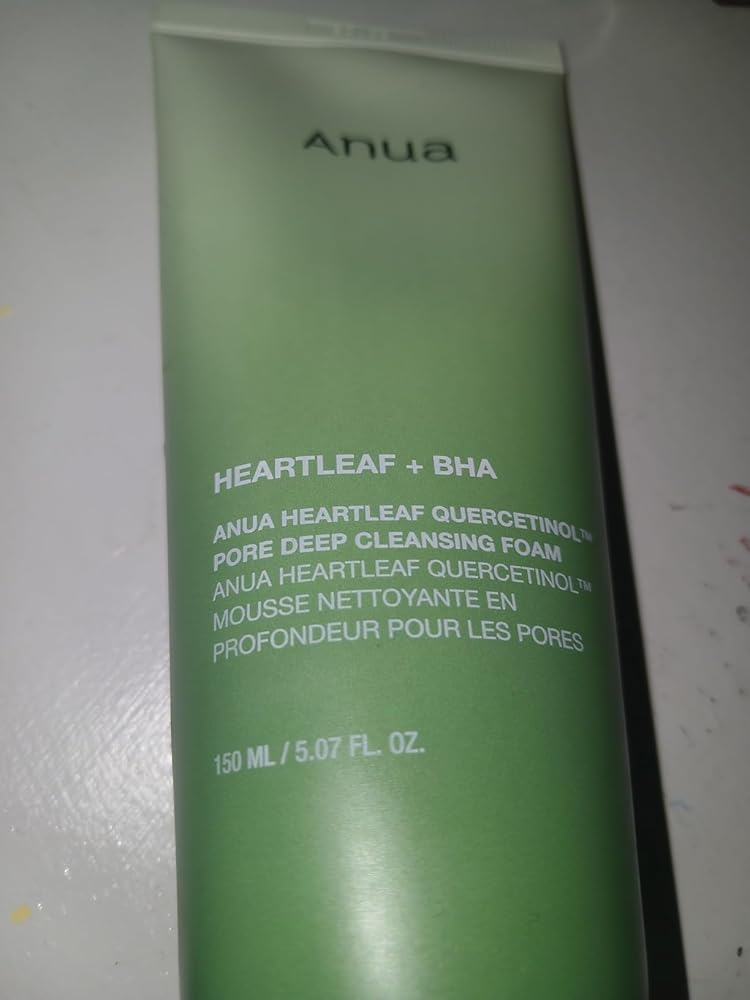 Anua
HEARTLEAF + BHA
ANUA HEARTLEAF QUERCETINOL™
PORE DEEP CLEANSING FOAM
ANUA HEARTLEAF QUERCETINOL™
MOUSSE NETTOYANTE EN
PROFONDEUR POUR LES PORES
150 ML / 5.07 FL. OZ.